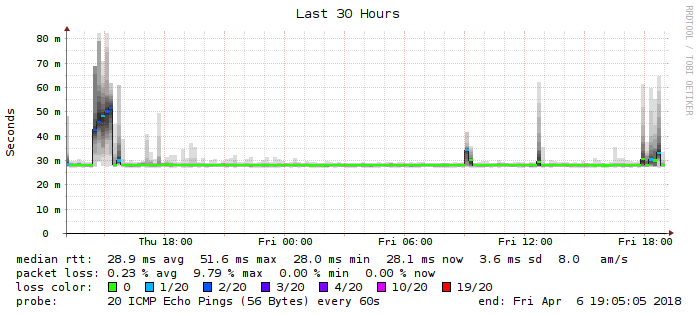 Last 30 Hours
RRDTOOL / TOBI OETIKER
Seconds
80 m
70 m
60 m
50 m
40 m
30 m
20 m
10 m
0
Thu 18:00 Fri 00:00 Fri 06:00 Fri 12:00 Fri 18:00
median rtt: 28.9 ms avg 51.6 ms max 28.0 ms min 28.1 ms now 3.6 ms sd 8.0 am/s
packet loss: 0.23 % avg 9.79 % max 0.00 % min 0.00 % now
loss color: 0 1/20 2/20 3/20 4/20 10/20 19/20
probe: 20 ICMP Echo Pings (56 Bytes) every 60s end: Fri Apr 6 19:05:05 2018